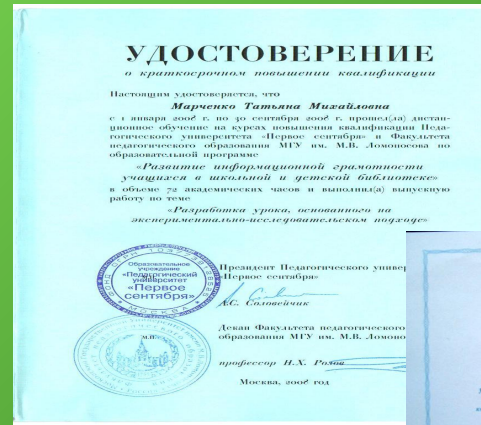 УДОСТОВЕРЕНИЕ
о краткосрочном повышении квалификации
Настоящим удостоверяется, что
Марченко Татьяна Михайловна
с 1 января 2008 г. по 30 сентября 2008 г. прошел(ла) дистан-
ционное обучение на курсах повышения квалификации Педа-
гогического университета «Первое сентября» и Факультета
педагогического образования МГУ им. М.В. Ломоносова по
образовательной программе
«Развитие информационной грамотности
учащихся в школьной и детской библиотеке»
в объеме 72 академических часов и выполнил(а) выпускную
работу по теме
«Разработка урока, основанного на
экспериментально-исследовательском подходе»
Образовательное
учреждение
«Педагогический
университет
«Первое
сентября»
МОСКВА
Президент Педагогического универ
«Первое сентября»
А.С. Соловейчик
М.П.
Декан Факультета педагогического
образования МГУ им. М.В. Ломоно
профессор Н.Х. Розов
Москва, 2008 год